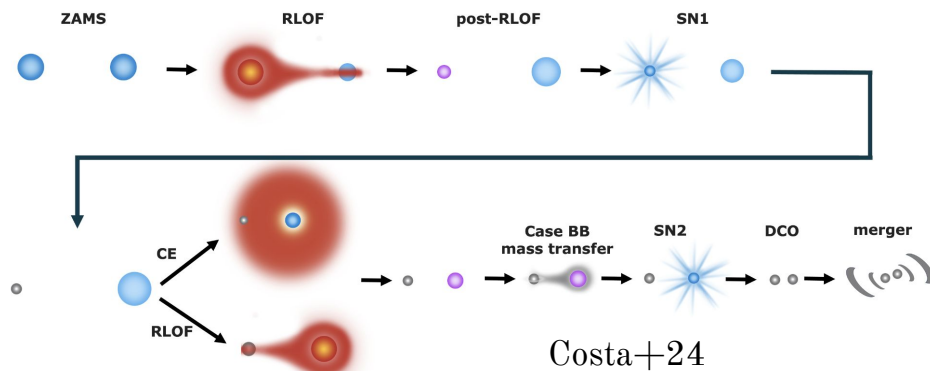 ZAMS
RLOF
post-RLOF
SN1
CE
RLOF
Case BB
mass transfer
SN2
DCO
merger
Costa+24